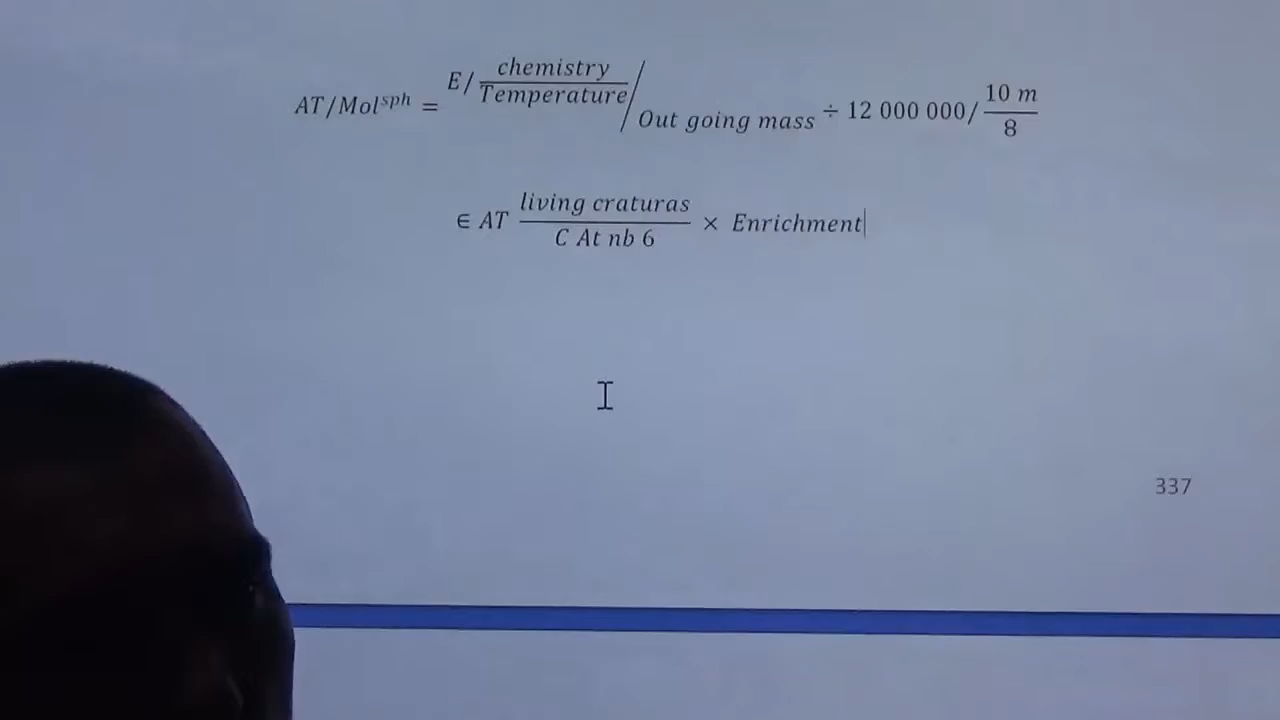 AT/Mol^sph = E/ chemistry/Temperature / Out going mass ÷ 12 000 000/ 10 m/8
∈ AT living craturas/C At nb 6 × Enrichment
337